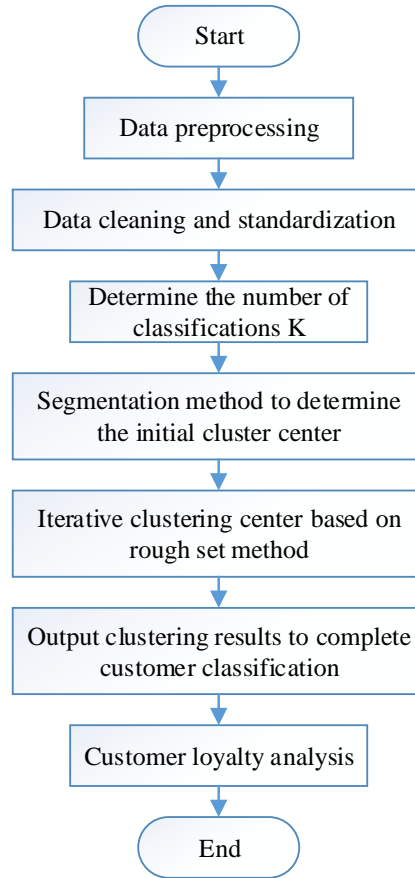 Start
Data preprocessing
Data cleaning and standardization
Determine the number of
classifications K
Segmentation method to determine
the initial cluster center
Iterative clustering center based on
rough set method
Output clustering results to complete
customer classification
Customer loyalty analysis
End